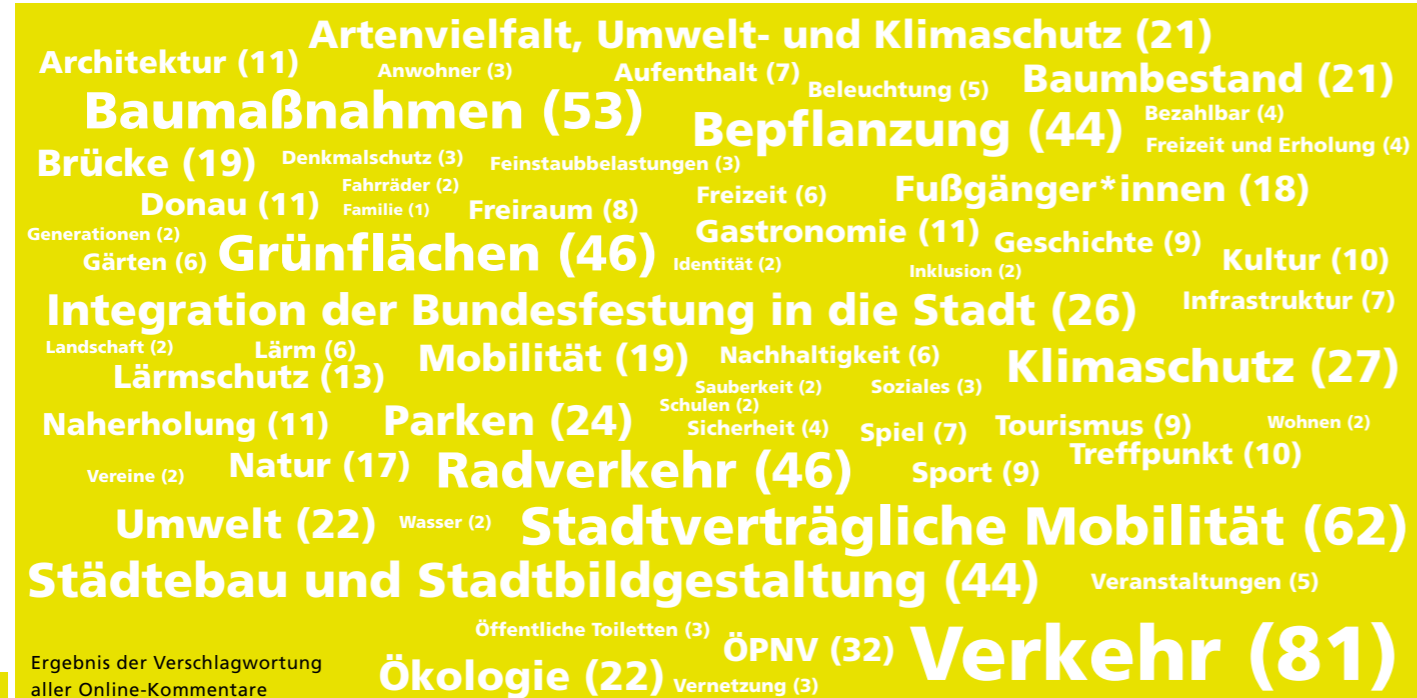 Artenvielfalt, Umwelt- und Klimaschutz (21)
Architektur (11) Anwohner (3) Aufenthalt (7) Beleuchtung (5) Baumbestand (21)
Baumaßnahmen (53) Bepflanzung (44) Bezahlbar (4)
Brücke (19) Denkmalschutz (3) Feinstaubbelastungen (3) Freizeit und Erholung (4)
Donau (11) Fahrräder (2) Freizeit (6) Fußgänger*innen (18)
Familie (1) Freiraum (8)
Generationen (2) Gastronomie (11) Geschichte (9)
Gärten (6) Grünflächen (46) Identität (2) Inklusion (2) Kultur (10)
Integration der Bundesfestung in die Stadt (26) Infrastruktur (7)
Landschaft (2) Lärm (6) Mobilität (19) Nachhaltigkeit (6) Klimaschutz (27)
Lärmschutz (13) Sauberkeit (2) Soziales (3)
Schulen (2)
Naherholung (11) Parken (24) Sicherheit (4) Spiel (7) Tourismus (9) Wohnen (2)
Vereine (2) Natur (17) Radverkehr (46) Sport (9) Treffpunkt (10)
Umwelt (22) Wasser (2) Stadtverträgliche Mobilität (62)
Städtebau und Stadtbildgestaltung (44) Veranstaltungen (5)
Öffentliche Toiletten (3) ÖPNV (32) Verkehr (81)
Ökologie (22) Vernetzung (3)
Ergebnis der Verschlagwortung
aller Online-Kommentare